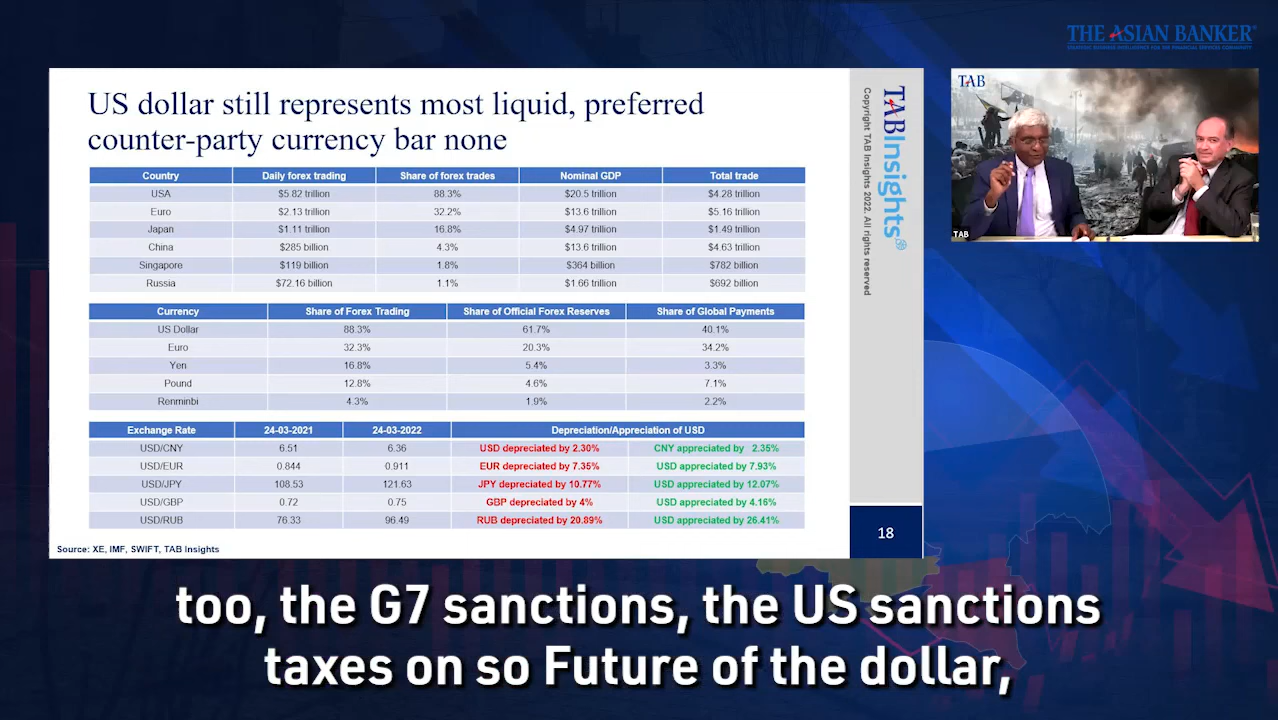 THE ASIAN BANKER
STRATEGIC BUSINESS INTELLIGENCE FOR THE FINANCIAL SERVICES COMMUNITY
US dollar still represents most liquid, preferred
counter-party currency bar none
Country Daily forex trading Share of forex trades Nominal GDP Total trade
USA $5.82 trillion 88.3% $20.5 trillion $4.28 trillion
Euro $2.13 trillion 32.2% $13.6 trillion $5.16 trillion
Japan $1.11 trillion 16.8% $4.97 trillion $1.49 trillion
China $285 billion 4.3% $13.6 trillion $4.63 trillion
Singapore $119 billion 1.8% $364 billion $782 billion
Russia $72.16 billion 1.1% $1.66 trillion $692 billion
Currency Share of Forex Trading Share of Official Forex Reserves Share of Global Payments
US Dollar 88.3% 61.7% 40.1%
Euro 32.3% 20.3% 34.2%
Yen 16.8% 5.4% 3.3%
Pound 12.8% 4.6% 7.1%
Renminbi 4.3% 1.9% 2.2%
Exchange Rate 24-03-2021 24-03-2022 Depreciation/Appreciation of USD
USD/CNY 6.51 6.36 USD depreciated by 2.30% CNY appreciated by 2.35%
USD/EUR 0.844 0.911 EUR depreciated by 7.35% USD appreciated by 7.93%
USD/JPY 108.53 121.63 JPY depreciated by 10.77% USD appreciated by 12.07%
USD/GBP 0.72 0.75 GBP depreciated by 4% USD appreciated by 4.16%
USD/RUB 76.33 96.49 RUB depreciated by 20.89% USD appreciated by 26.41%
Source: XE, IMF, SWIFT, TAB Insights
TABInsights
Copyright TAB Insights 2022. All rights reserved
18
TAB
TAB
too, the G7 sanctions, the US sanctions
taxes on so Future of the dollar,